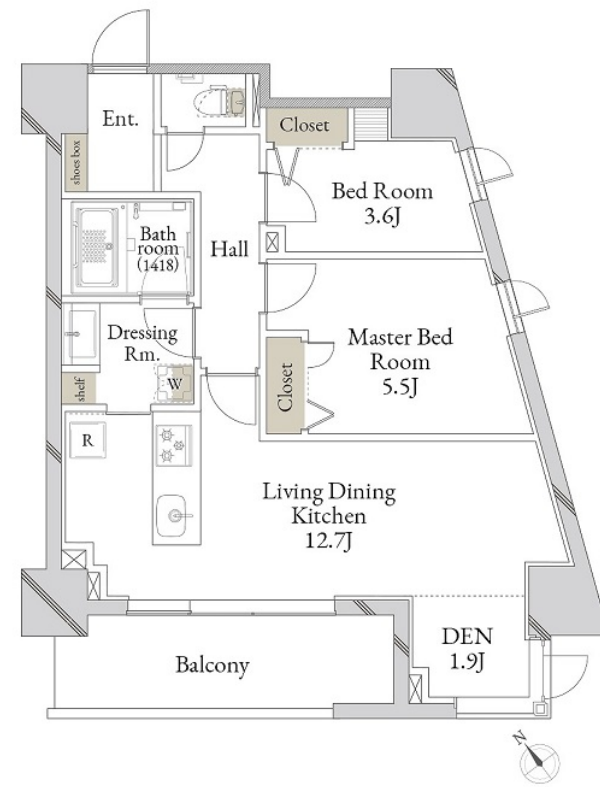 Ent.
shoes box
Closet
Bed Room
3.6J
Bath
room
(1418)
Hall
Dressing
Rm.
Master Bed
Room
5.5J
Closet
shelf
W
R
Living Dining
Kitchen
12.7J
DEN
1.9J
Balcony
N